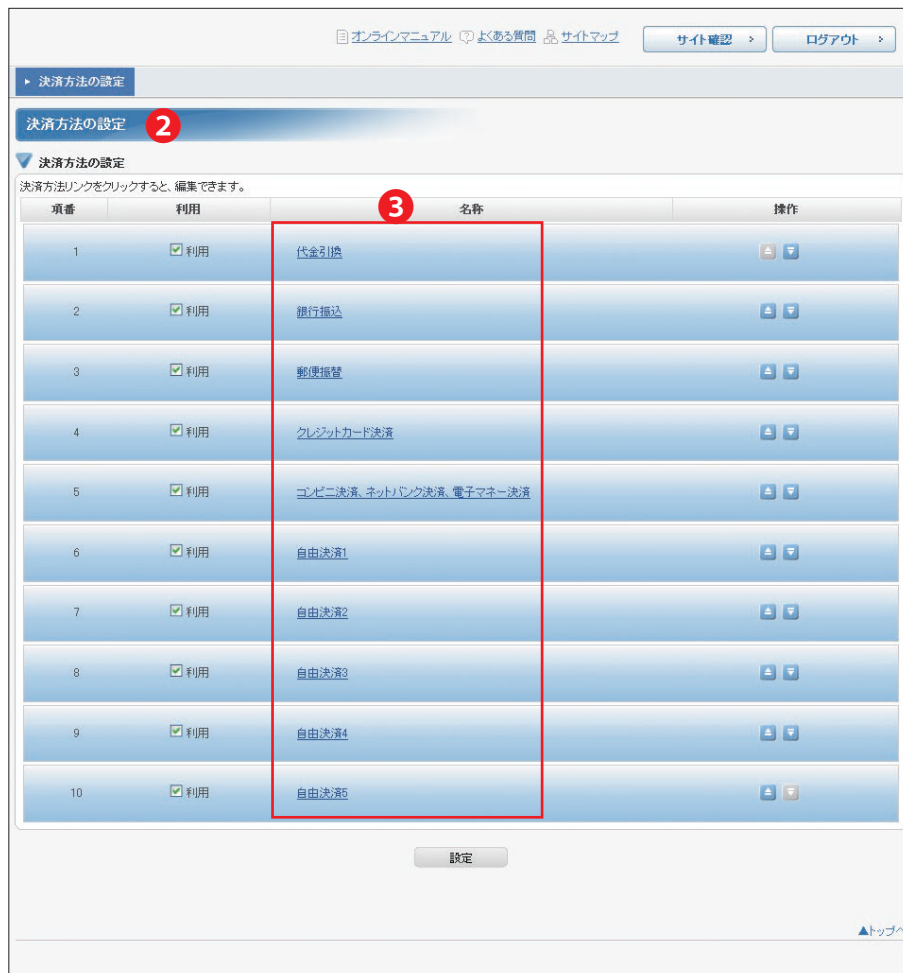 オンラインマニュアル よくある質問 サイトマップ サイト確認 ログアウト
決済方法の設定
決済方法の設定 2
決済方法の設定
決済方法リンクをクリックすると、編集できます。
項番 利用 3 名称 操作
1 利用 代金引換
2 利用 銀行振込
3 利用 郵便振替
4 利用 クレジットカード決済
5 利用 コンビニ決済、ネットバンク決済、電子マネー決済
6 利用 自由決済1
7 利用 自由決済2
8 利用 自由決済3
9 利用 自由決済4
10 利用 自由決済5
設定
▲トップへ